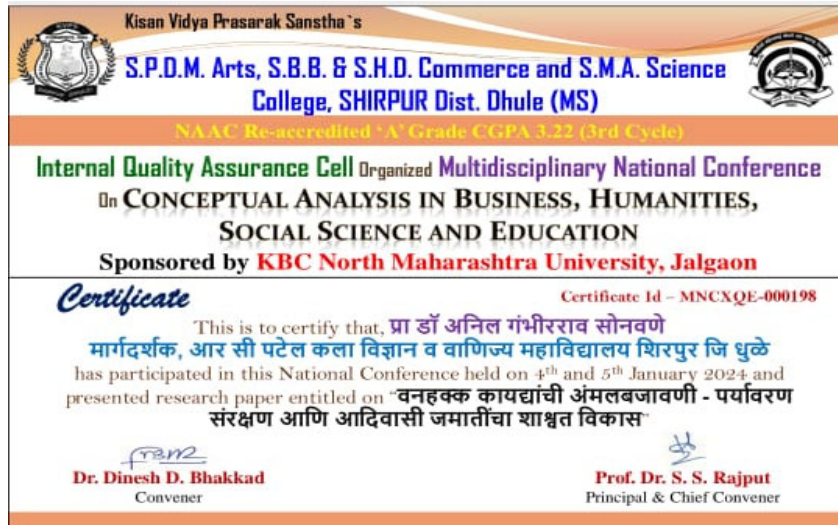 Kisan Vidya Prasarak Sanstha`s
S.P.D.M. Arts, S.B.B. & S.H.D. Commerce and S.M.A. Science
College, SHIRPUR Dist. Dhule (MS)
NAAC Re-accredited ‘A’ Grade CGPA 3.22 (3rd Cycle)
Internal Quality Assurance Cell Organized Multidisciplinary National Conference
On CONCEPTUAL ANALYSIS IN BUSINESS, HUMANITIES,
SOCIAL SCIENCE AND EDUCATION
Sponsored by KBC North Maharashtra University, Jalgaon
Certificate
Certificate Id – MNCXQE-000198
This is to certify that, प्रा डॉ अनिल गंभीरराव सोनवणे
मार्गदर्शक, आर सी पटेल कला विज्ञान व वाणिज्य महाविद्यालय शिरपुर जि धुळे
has participated in this National Conference held on 4th and 5th January 2024 and
presented research paper entitled on “वनहक्क कायद्यांची अंमलबजावणी - पर्यावरण
संरक्षण आणि आदिवासी जमातींचा शाश्वत विकास”
Dr. Dinesh D. Bhakkad
Convener
Prof. Dr. S. S. Rajput
Principal & Chief Convener